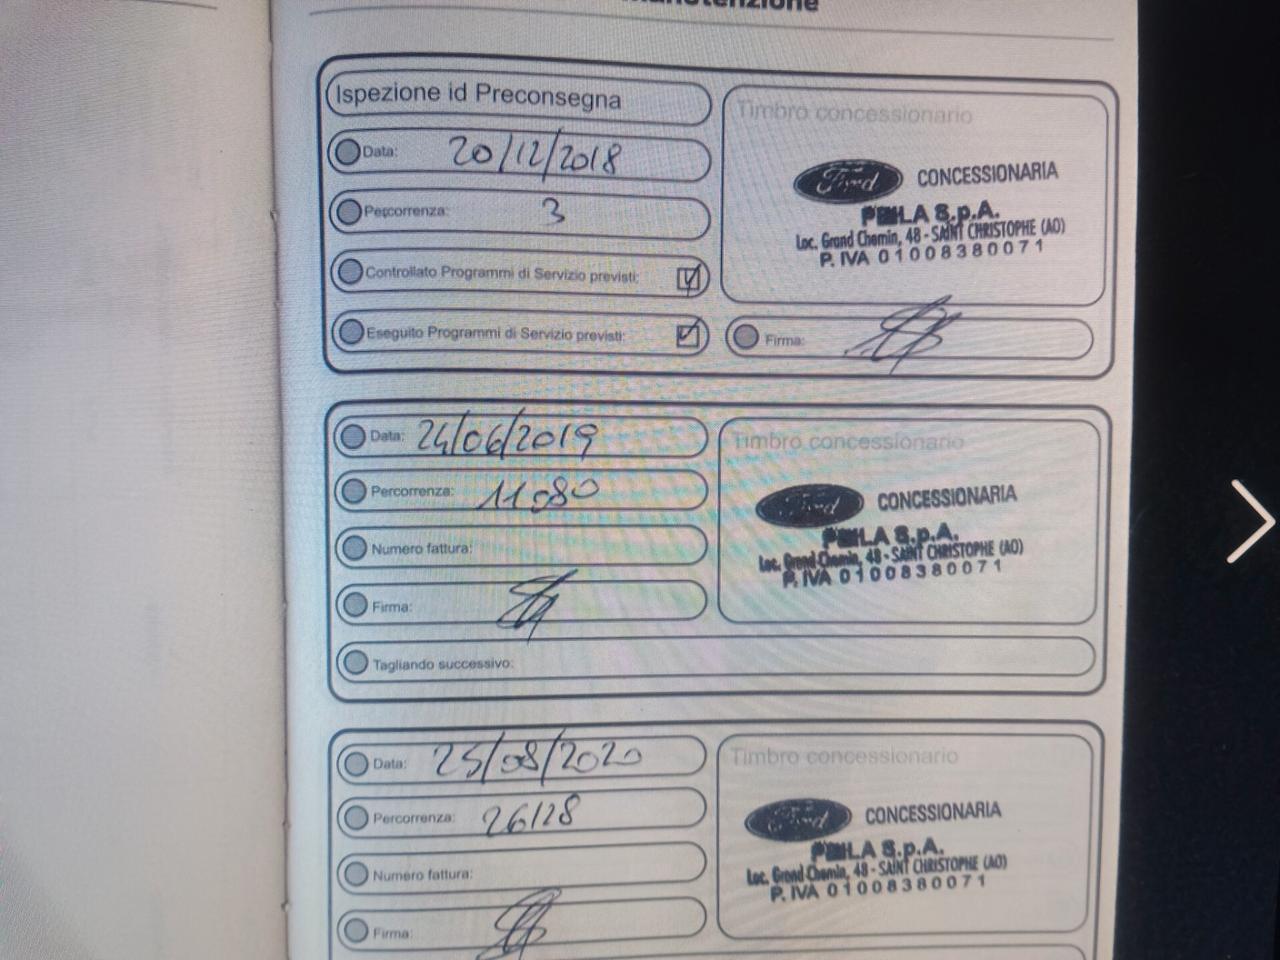 Ispezione id Preconsegna
Data: 20/12/2018
Percorrenza: 3
Controllato Programmi di Servizio previsti:
Eseguito Programmi di Servizio previsti:
Timbro concessionario
Ford CONCESSIONARIA
S.p.A.
Loc. Grand Chemin, 48 - SAINT CHRISTOPHE (AO)
P. IVA 01008380071
Firma:
Data: 24/06/2019
Percorrenza: 11080
Numero fattura:
Firma:
Timbro concessionario
Ford CONCESSIONARIA
S.p.A.
Loc. Grand Chemin, 48 - SAINT CHRISTOPHE (AO)
P. IVA 01008380071
Tagliando successivo:
Data: 25/08/2020
Percorrenza: 26128
Numero fattura:
Firma:
Timbro concessionario
Ford CONCESSIONARIA
S.p.A.
Loc. Grand Chemin, 48 - SAINT CHRISTOPHE (AO)
P. IVA 01008380071